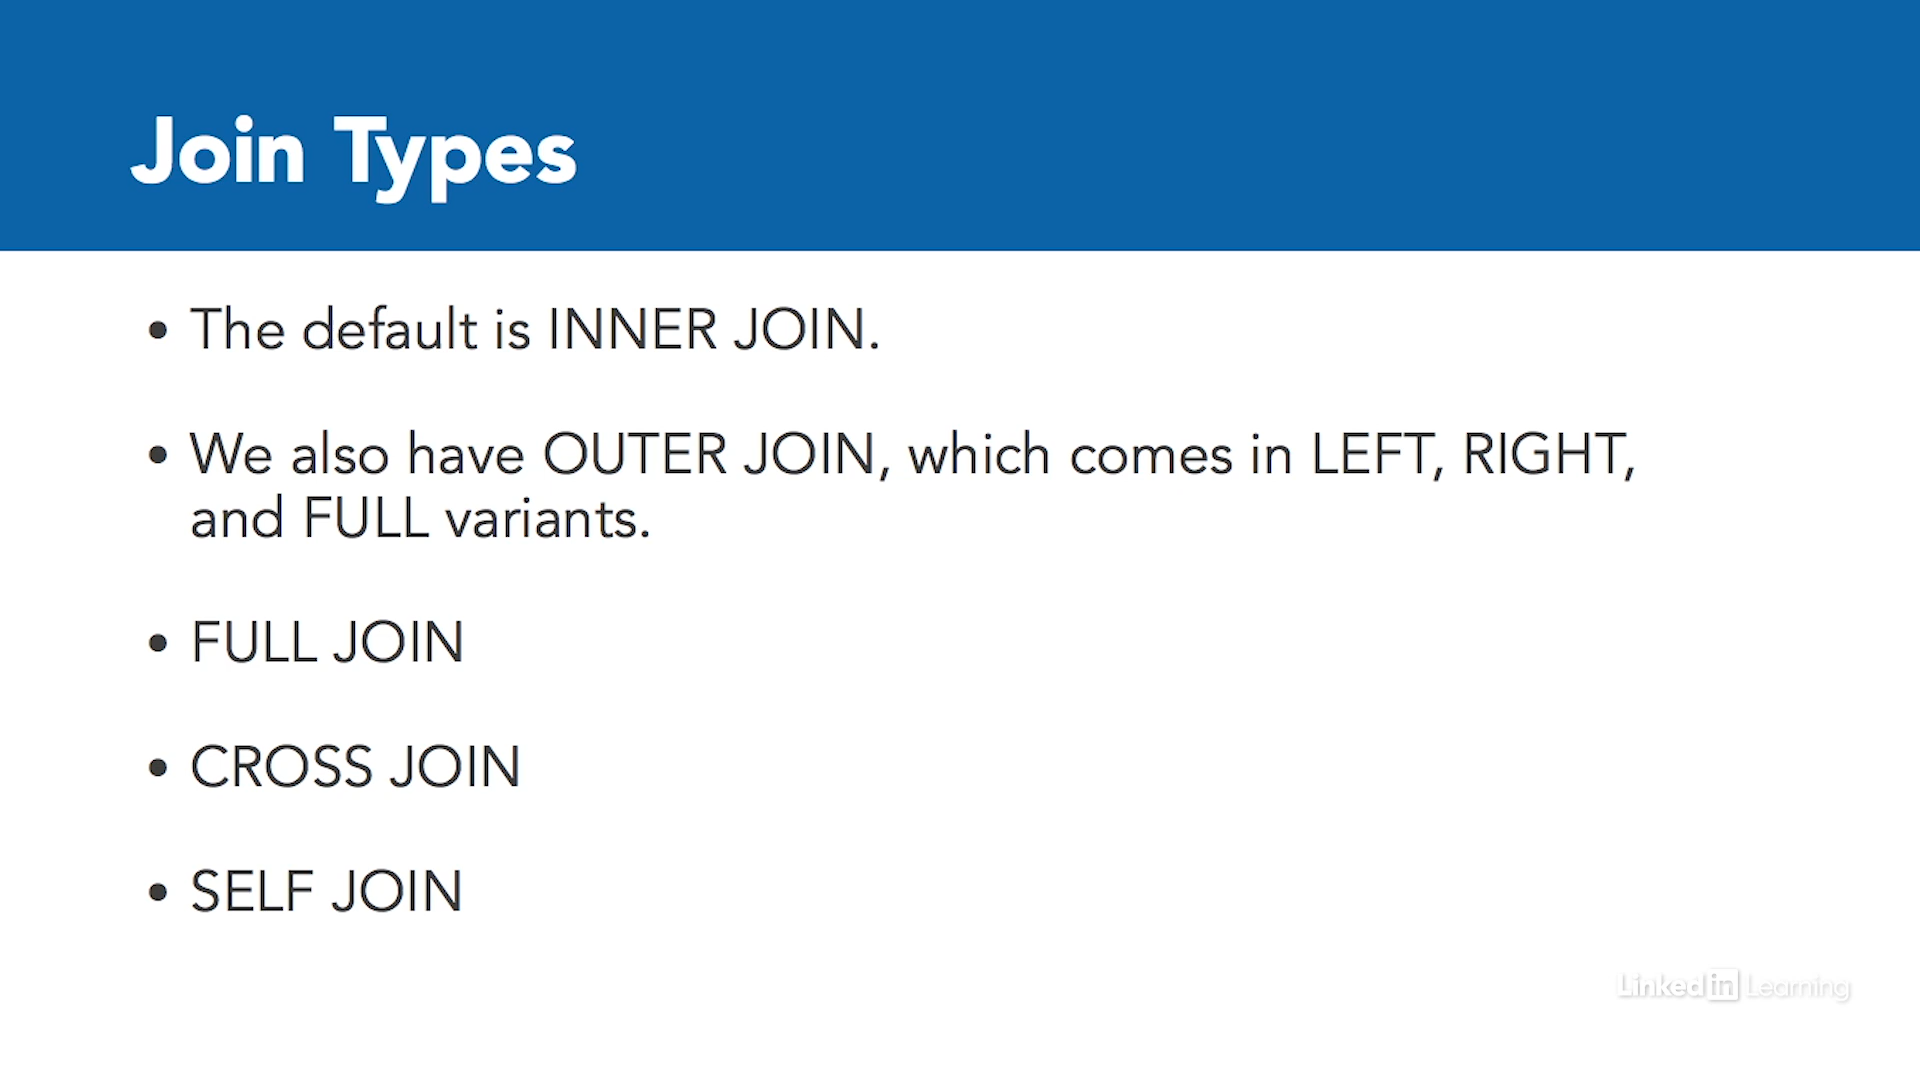 Join Types
• The default is INNER JOIN.
• We also have OUTER JOIN, which comes in LEFT, RIGHT,
and FULL variants.
• FULL JOIN
• CROSS JOIN
• SELF JOIN
Linked in Learning